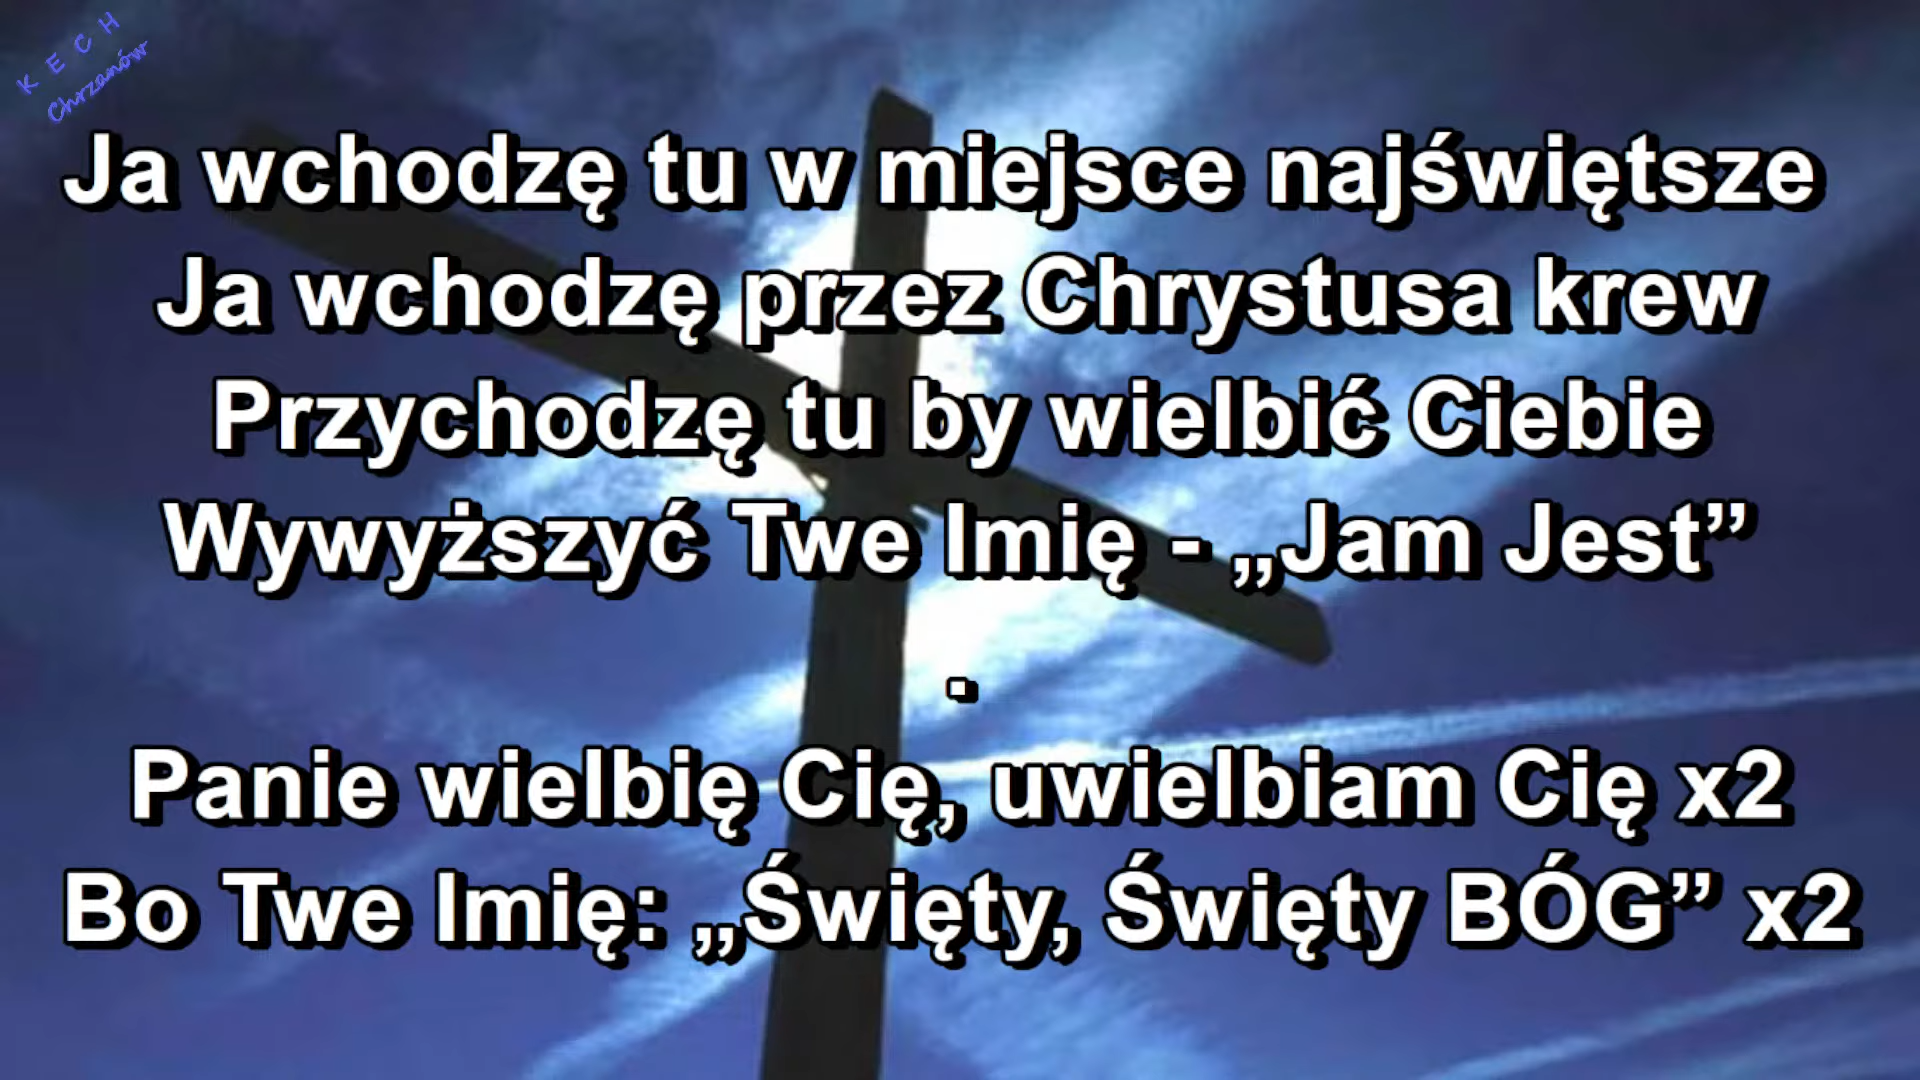 K E C H
Chrzanów
Ja wchodzę tu w miejsce najświętsze
Ja wchodzę przez Chrystusa krew
Przychodzę tu by wielbić Ciebie
Wywyższyć Twe Imię - „Jam Jest”
.
Panie wielbię Cię, uwielbiam Cię x2
Bo Twe Imię: „Święty, Święty BÓG” x2